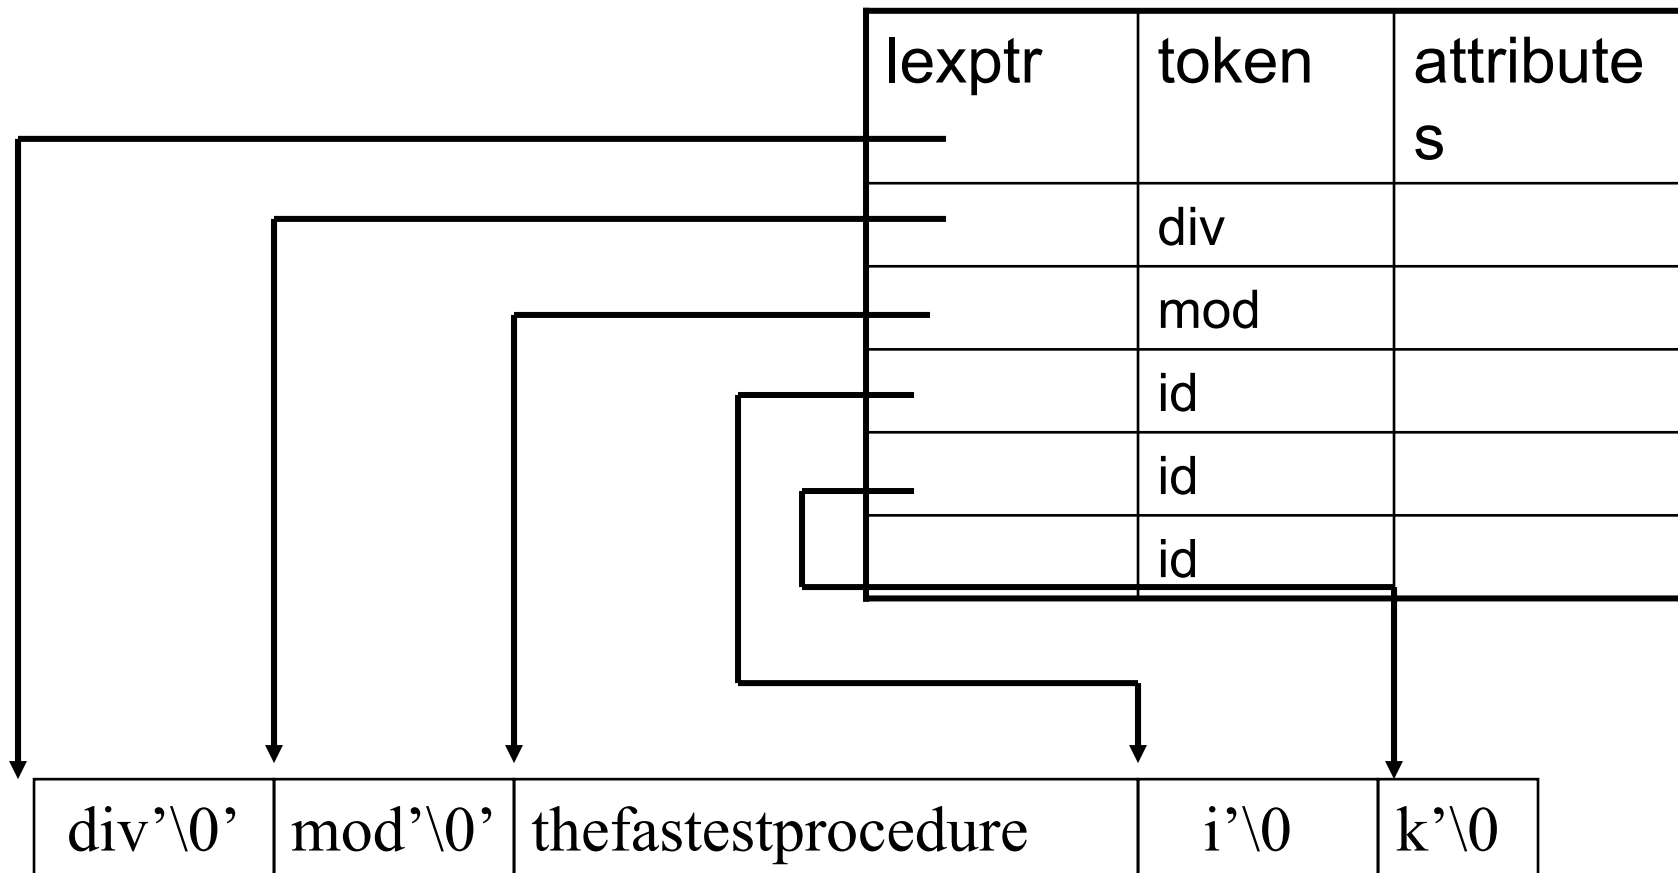 lexptr token attribute
s
div
mod
id
id
id
div’\0’ mod’\0’ thefastestprocedure i’\0 k’\0